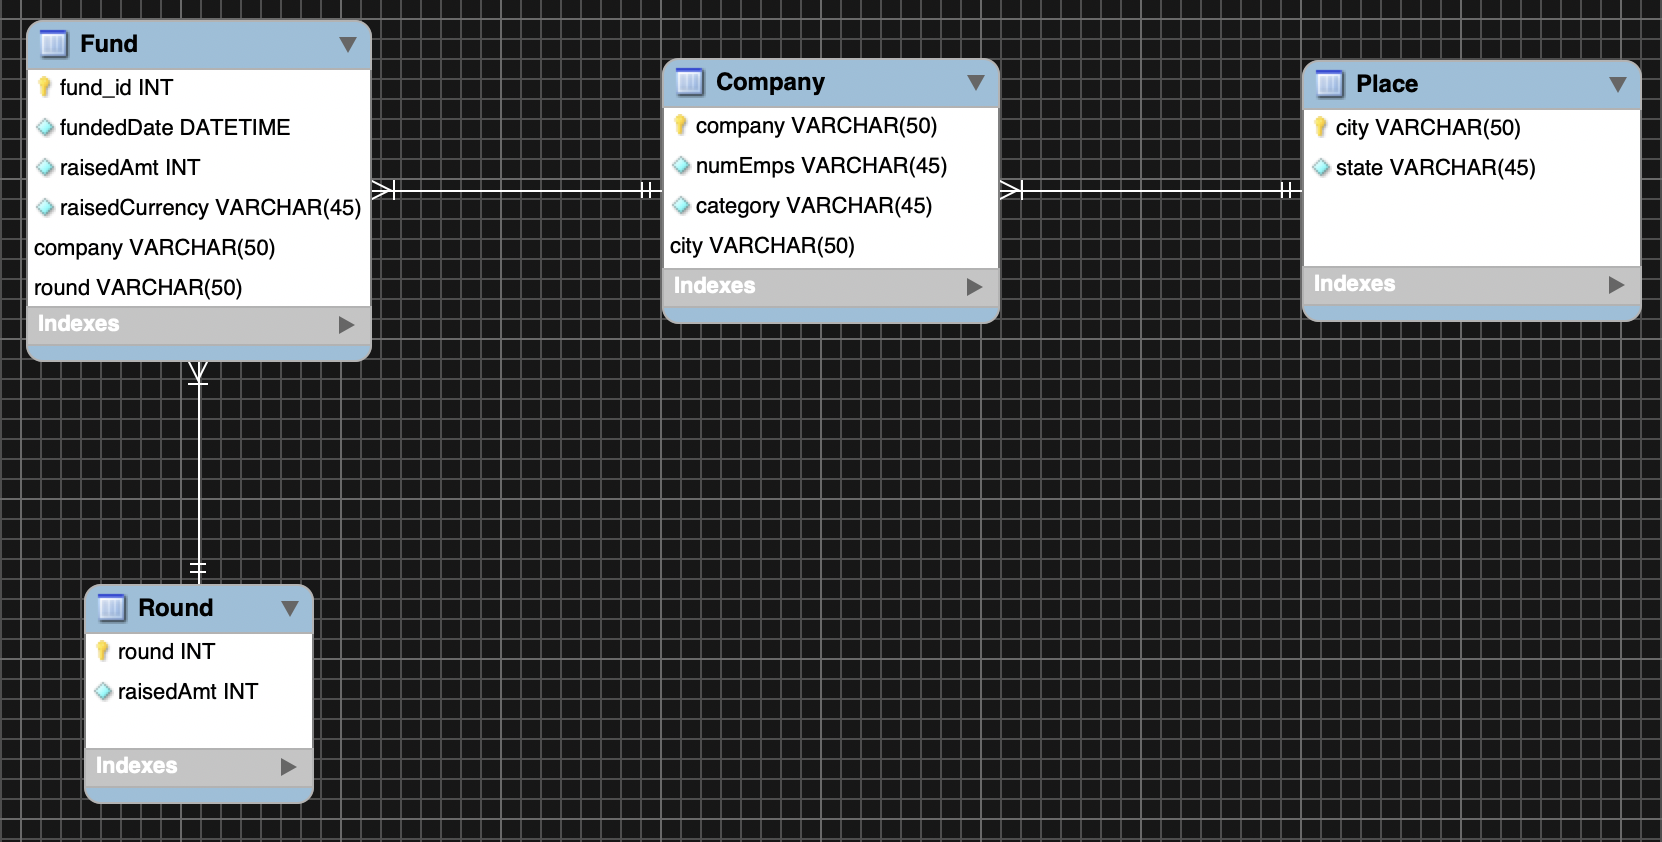 Fund
fund_id INT
fundedDate DATETIME
raisedAmt INT
raisedCurrency VARCHAR(45)
company VARCHAR(50)
round VARCHAR(50)
Indexes
Company
company VARCHAR(50)
numEmps VARCHAR(45)
category VARCHAR(45)
city VARCHAR(50)
Indexes
Place
city VARCHAR(50)
state VARCHAR(45)
Indexes
Round
round INT
raisedAmt INT
Indexes